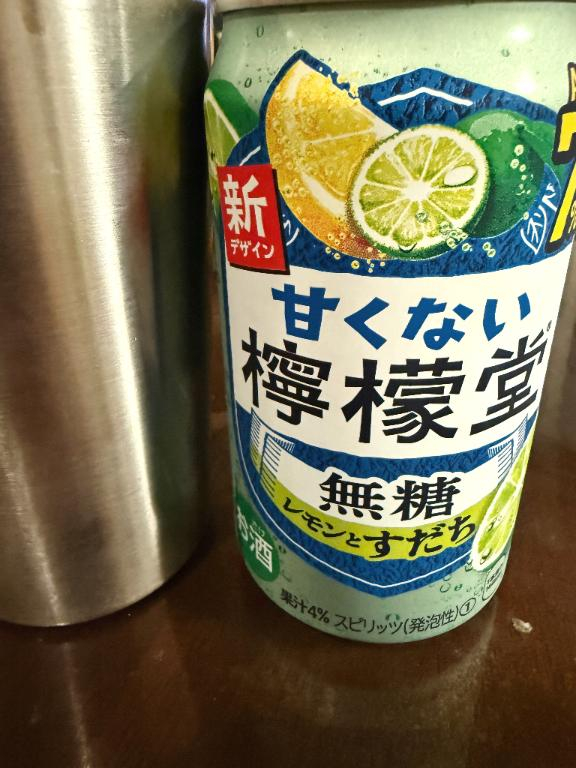 新
デザイン
甘くない
檸檬堂
無糖
レモンとすだち
お酒
果汁4% スピリッツ(発泡性)①